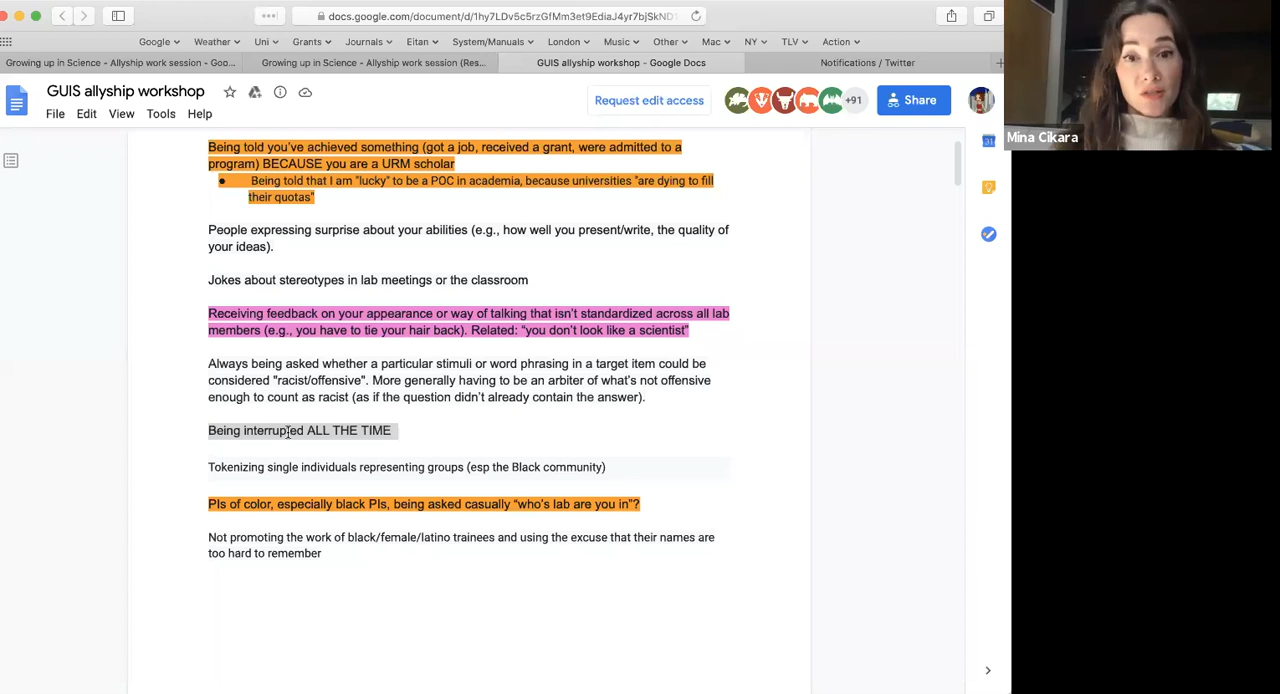 docs.google.com/document/d/1hy7LDv5c5rzGfMm3et9EdiaJ4yr7bjSkND1
Google Weather Uni Grants Journals Eitan System/Manuals London Music Other Mac NY TLV Action
Growing up in Science - Allyship work session - Goo... Growing up in Science - Allyship work session (Res... GUIS allyship workshop - Google Docs Notifications / Twitter
GUIS allyship workshop
File Edit View Tools Help
Request edit access
+91
Share
Mina Cikara
Being told you've achieved something (got a job, received a grant, were admitted to a
program) BECAUSE you are a URM scholar
● Being told that I am "lucky" to be a POC in academia, because universities "are dying to fill
their quotas"
People expressing surprise about your abilities (e.g., how well you present/write, the quality of
your ideas).
Jokes about stereotypes in lab meetings or the classroom
Receiving feedback on your appearance or way of talking that isn't standardized across all lab
members (e.g., you have to tie your hair back). Related: “you don't look like a scientist”
Always being asked whether a particular stimuli or word phrasing in a target item could be
considered "racist/offensive". More generally having to be an arbiter of what's not offensive
enough to count as racist (as if the question didn't already contain the answer).
Being interrupted ALL THE TIME
Tokenizing single individuals representing groups (esp the Black community)
PIs of color, especially black PIs, being asked casually “who's lab are you in”?
Not promoting the work of black/female/latino trainees and using the excuse that their names are
too hard to remember
31